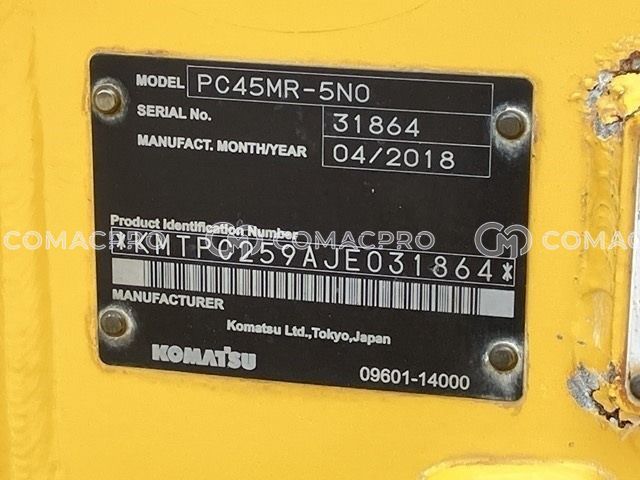 MODEL PC45MR-5N0
SERIAL No. 31864
MANUFACT. MONTH/YEAR 04/2018
Product Identification Number
*KMTPC259AJE031864*
COMACPRO COMACPRO
MANUFACTURER
Komatsu Ltd.,Tokyo,Japan
KOMATSU
09601-14000